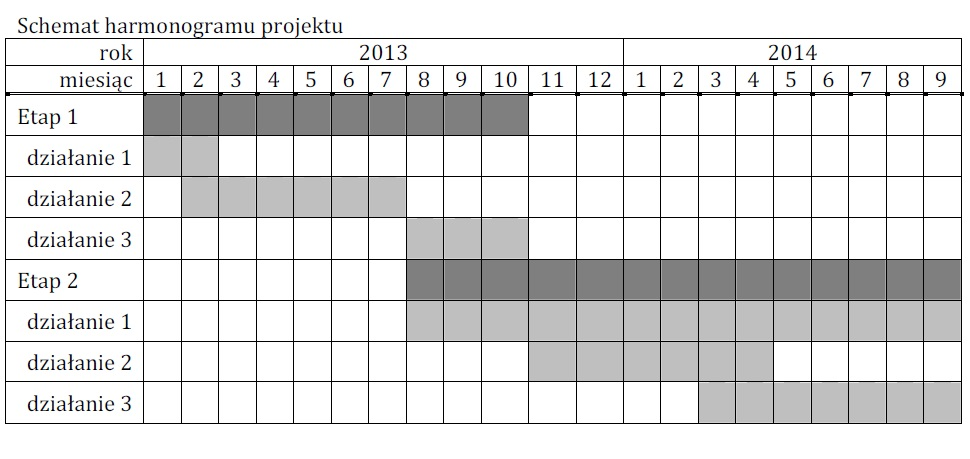 Schemat harmonogramu projektu
rok 2013 2014
miesiąc 1 2 3 4 5 6 7 8 9 10 11 12 1 2 3 4 5 6 7 8 9
Etap 1
działanie 1
działanie 2
działanie 3
Etap 2
działanie 1
działanie 2
działanie 3